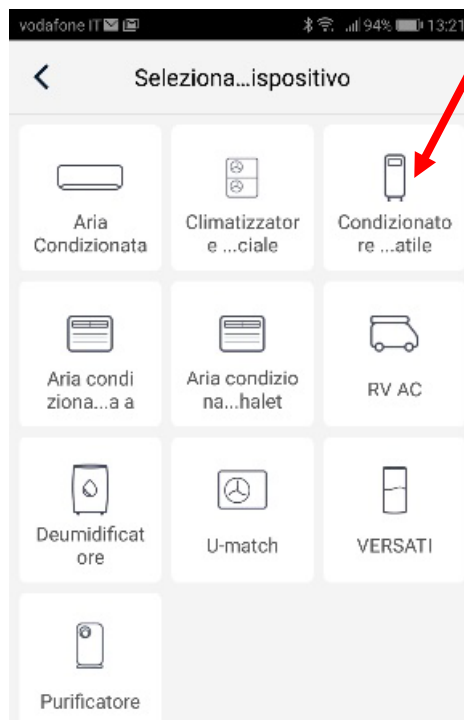 vodafone IT 94% 13:21
Seleziona...ispositivo
Aria
Condizionata
Climatizzator
e ...ciale
Condizionato
re ...atile
Aria condi
ziona...a a
Aria condizio
na...halet
RV AC
Deumidificat
ore
U-match
VERSATI
Purificatore